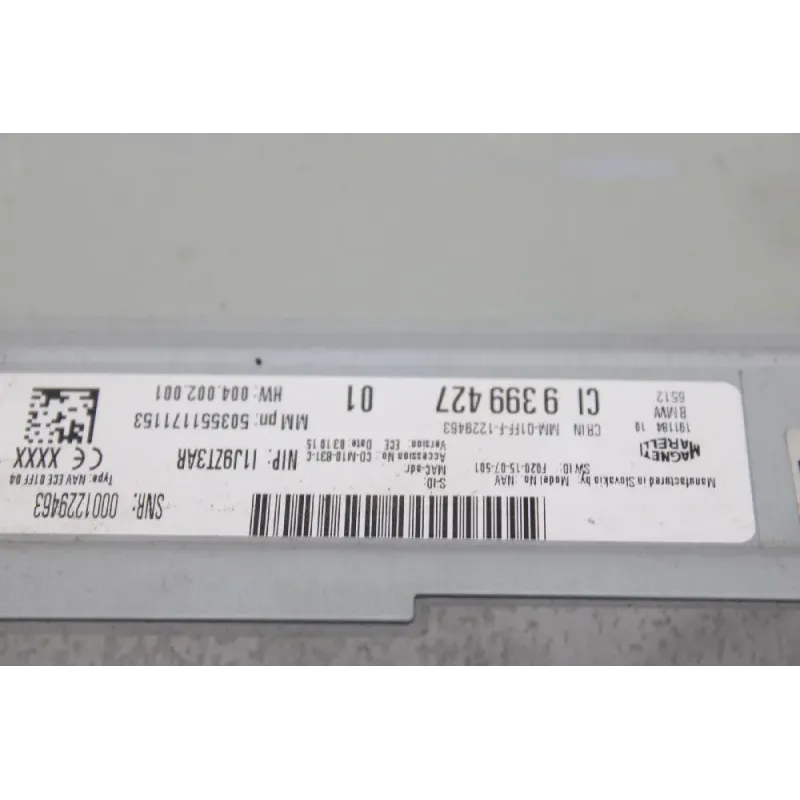 Manufactured in Slovakia by:
MAGNETI
MARELLI
191184 10
BMW
6512
Model No.: NAV
SW ID: F020-15-07-501
CRIN MM-01FF-F-1229463
CI 9 399 427 01
S-ID:
MAC-adr:
Accession No.: CD-M10-B31-C
Version: ECE Date: 83 10 15
MM pn.: 503551171153
HW: 004.002.001
SNR: 0001229463
NIP: I1J9ZT3AR
Type: NAV ECE 01FF 04
CE XXXX